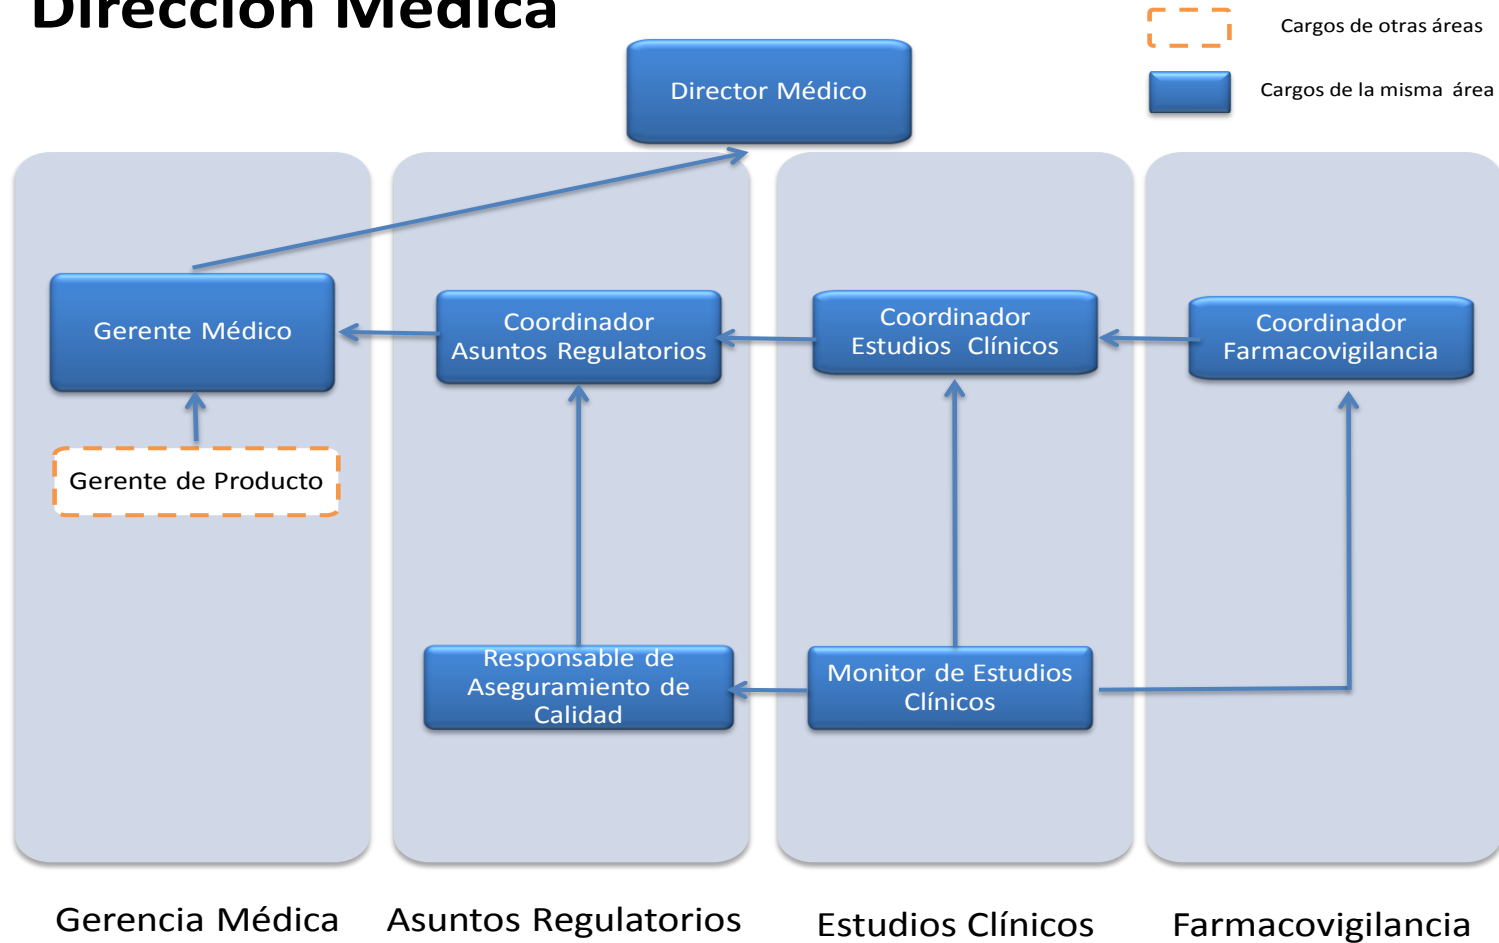 Dirección Médica
Cargos de otras áreas
Cargos de la misma área
Director Médico
Gerente Médico
Coordinador
Asuntos Regulatorios
Coordinador
Estudios Clínicos
Coordinador
Farmacovigilancia
Gerente de Producto
Responsable de
Aseguramiento de
Calidad
Monitor de Estudios
Clínicos
Gerencia Médica
Asuntos Regulatorios
Estudios Clínicos
Farmacovigilancia